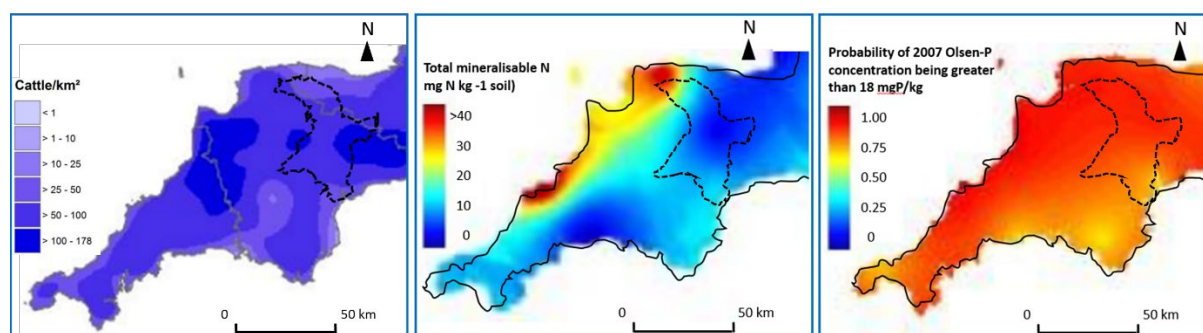 N
Cattle/km²
< 1
> 1 - 10
> 10 - 25
> 25 - 50
> 50 - 100
> 100 - 178
0 50 km
N
Total mineralisable N
mg N kg -1 soil)
>40
30
20
10
0
0 50 km
N
Probability of 2007 Olsen-P
concentration being greater
than 18 mgP/kg
1.00
0.75
0.50
0.25
0
0 50 km